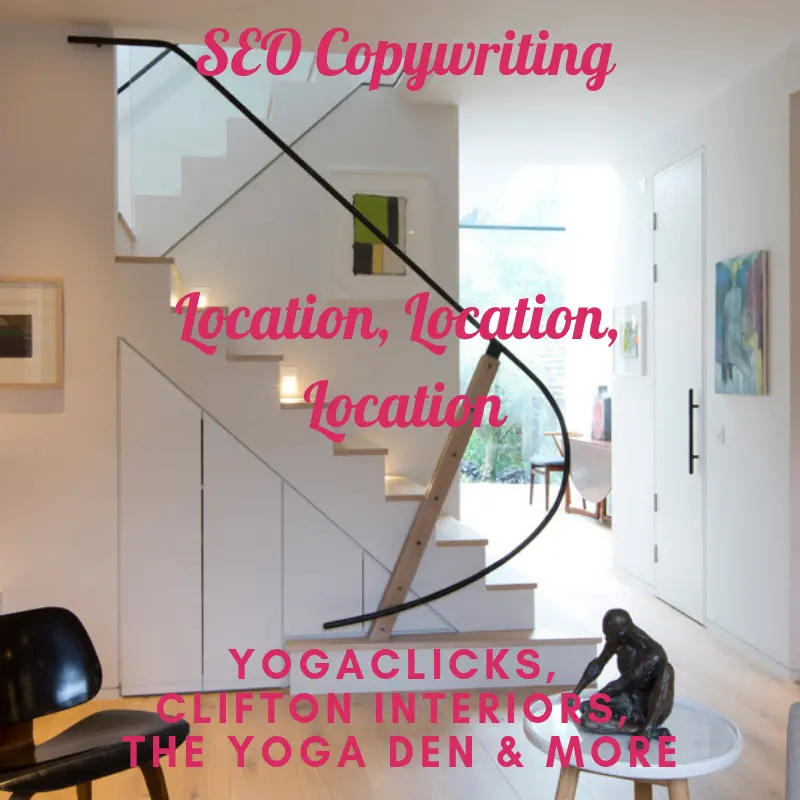 SEO Copywriting
Location, Location,
Location
YOGACLICKS,
CLIFTON INTERIORS,
THE YOGA DEN & MORE